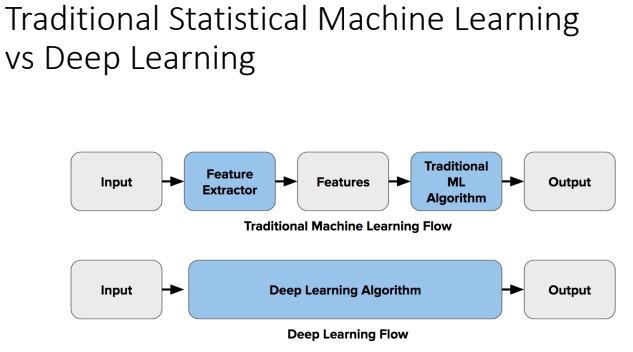 Traditional Statistical Machine Learning
vs Deep Learning
Input
Feature
Extractor
Features
Traditional
ML
Algorithm
Output
Traditional Machine Learning Flow
Input
Deep Learning Algorithm
Output
Deep Learning Flow